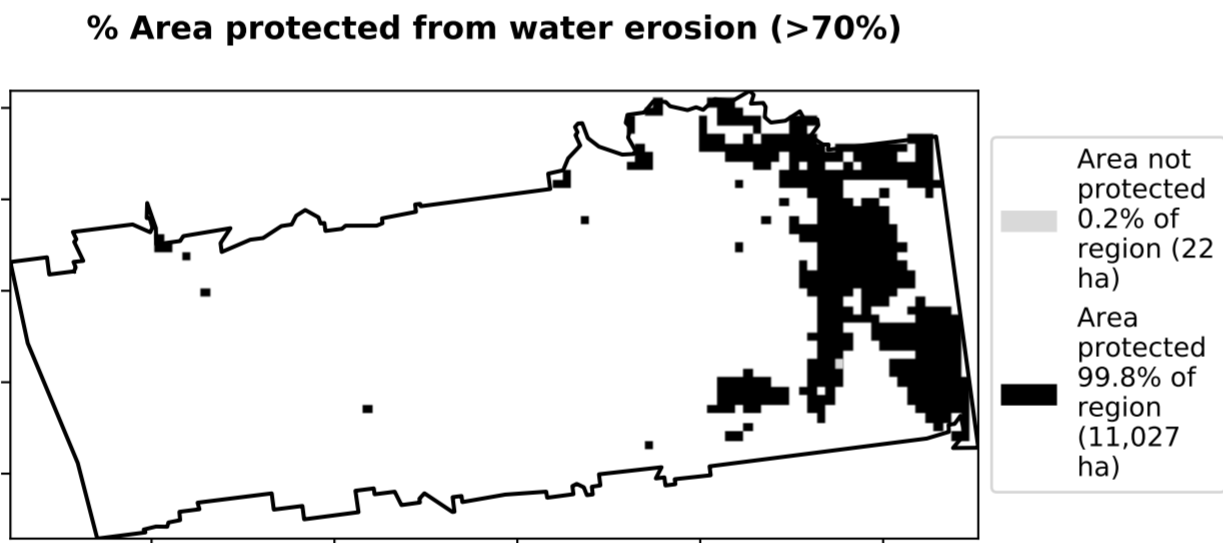 % Area protected from water erosion (>70%)
Area not
protected
0.2% of
region (22
ha)
Area
protected
99.8% of
region
(11,027
ha)